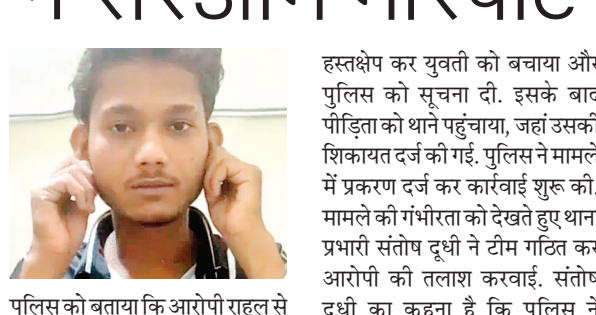 पुलिस को बताया कि आरोपी राहुल से
हस्तक्षेप कर युवती को बचाया और
पुलिस को सूचना दी. इसके बाद
पीड़िता को थाने पहुंचाया, जहां उसकी
शिकायत दर्ज की गई. पुलिस ने मामले
में प्रकरण दर्ज कर कार्रवाई शुरू की.
मामले की गंभीरता को देखते हुए थाना
प्रभारी संतोष दूधी ने टीम गठित कर
आरोपी की तलाश करवाई. संतोष
दूधी का कहना है कि पुलिस ने